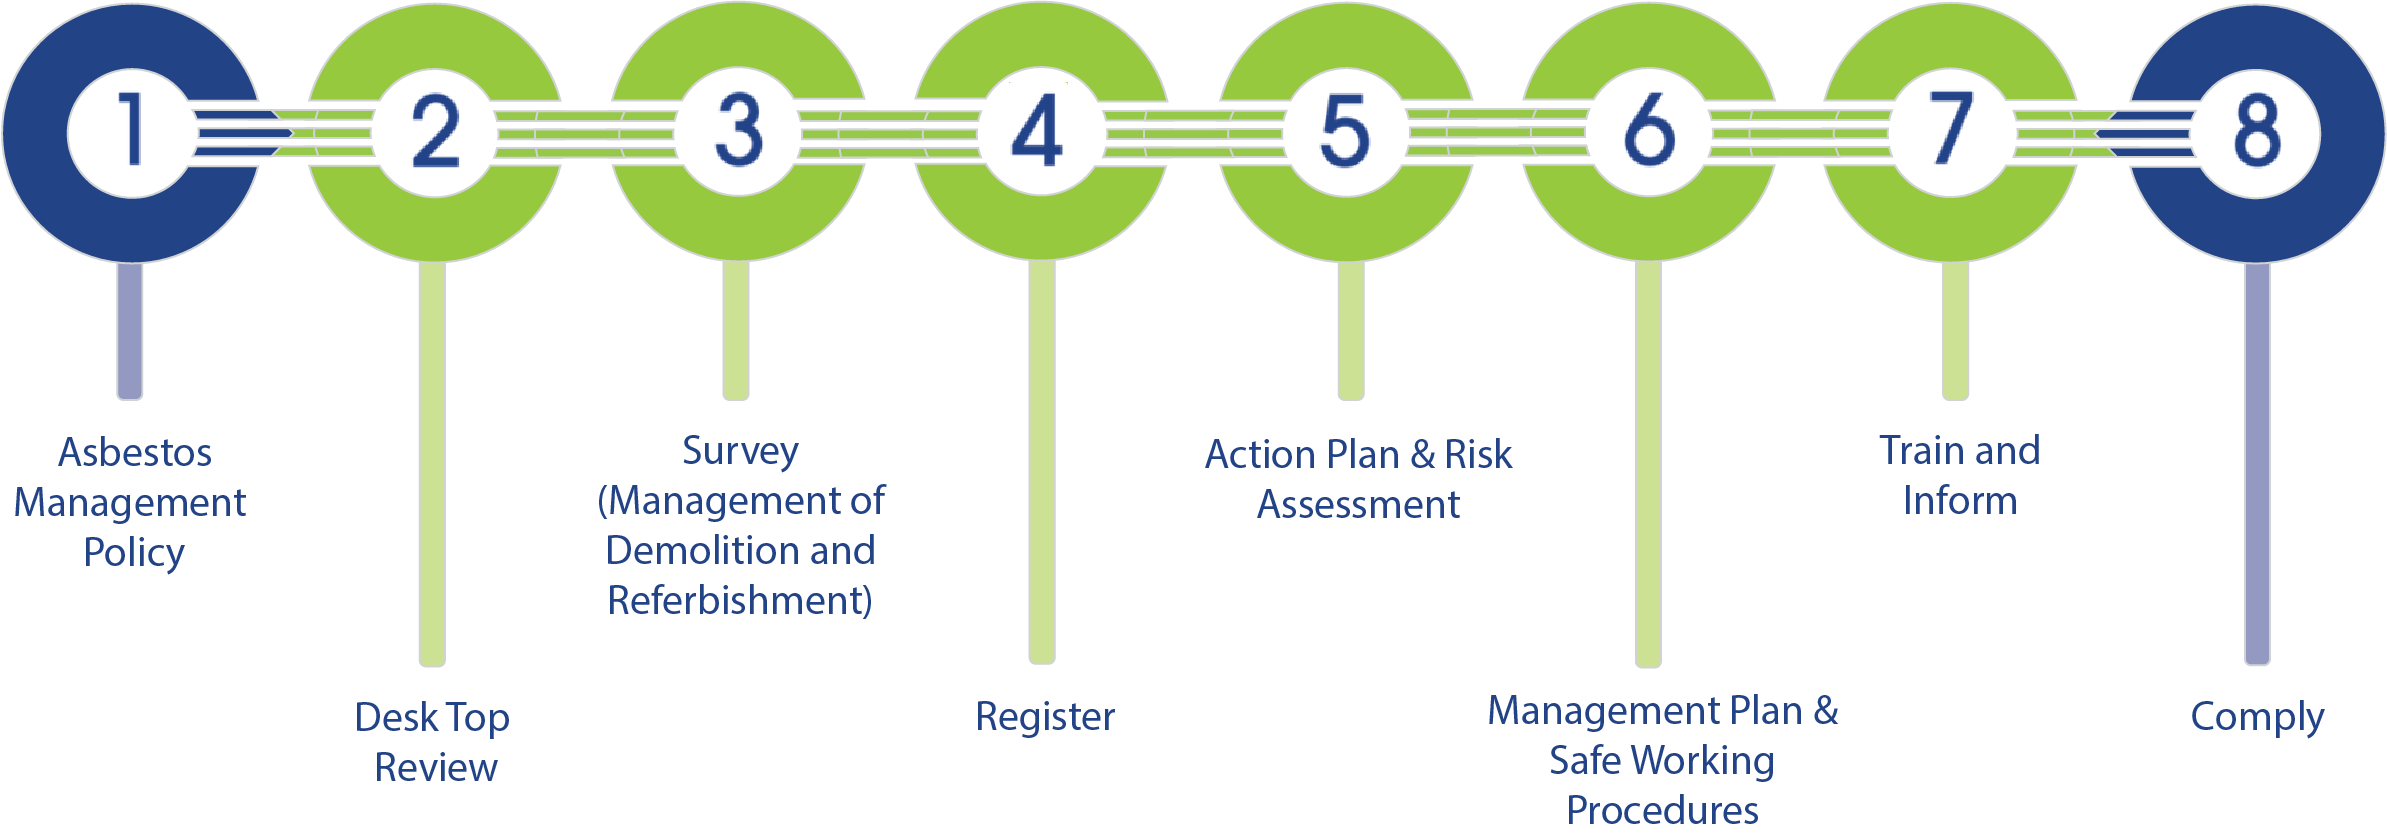 1
2
3
4
5
6
7
8
Asbestos
Management
Policy
Desk Top
Review
Survey
(Management of
Demolition and
Referbishment)
Register
Action Plan & Risk
Assessment
Management Plan &
Safe Working
Procedures
Train and
Inform
Comply